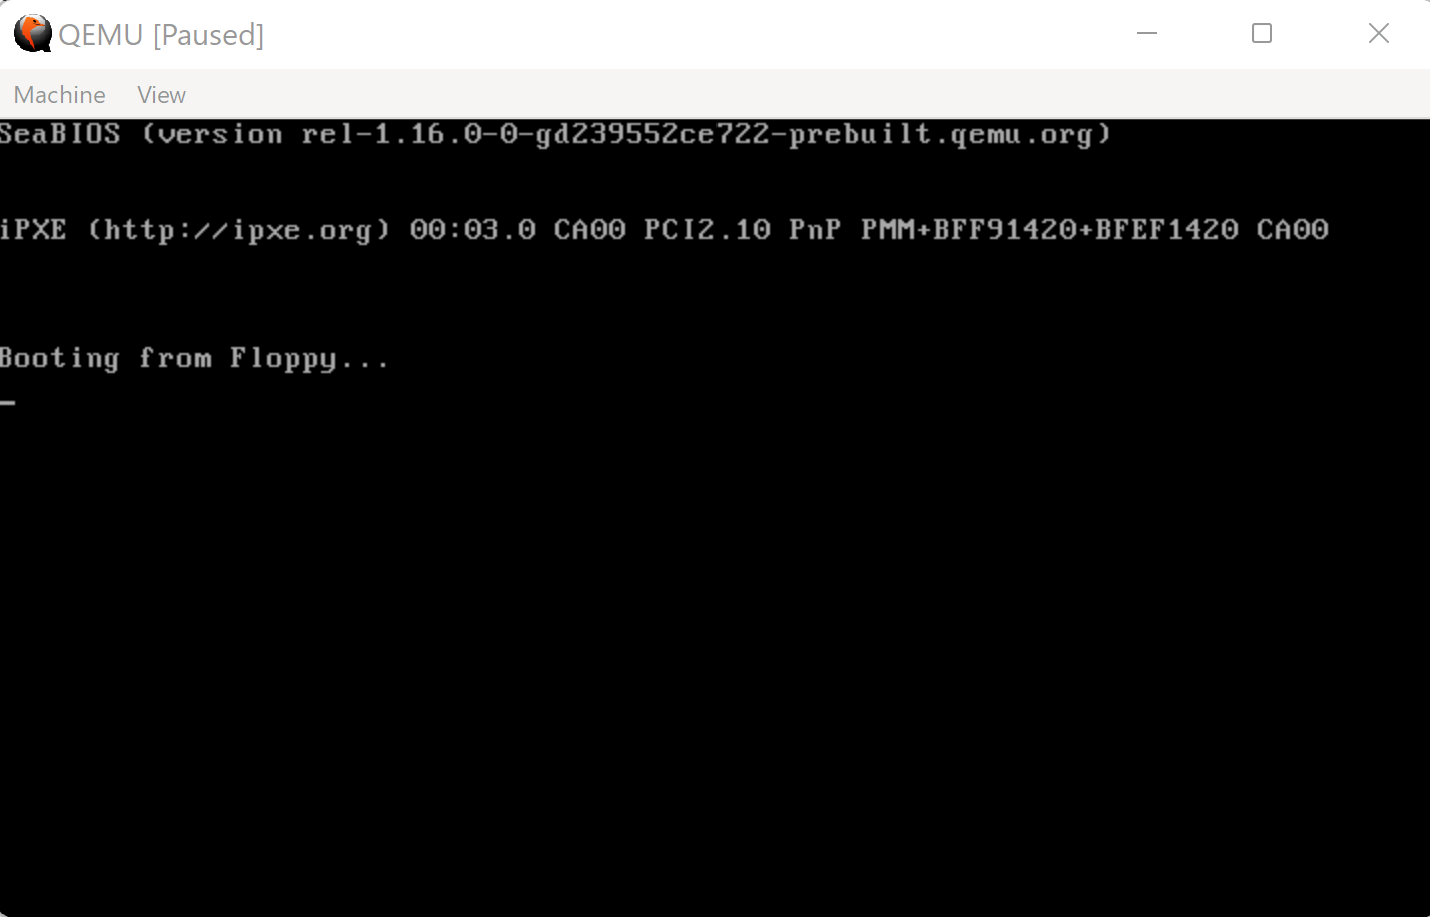 QEMU [Paused]
Machine View
SeaBIOS (version rel-1.16.0-0-gd239552ce722-prebuilt.qemu.org)
iPXE (http://ipxe.org) 00:03.0 CA00 PCI2.10 PnP PMM+BFF91420+BFEF1420 CA00
Booting from Floppy...
_